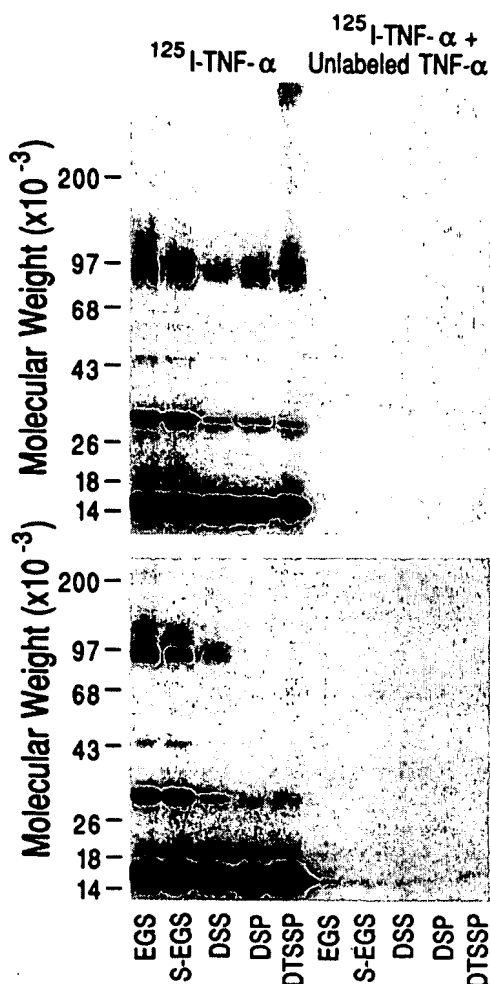 125I-TNF-α
125I-TNF-α +
Unlabeled TNF-α
Molecular Weight (x10-3)
200
97
68
43
26
18
14
Molecular Weight (x10-3)
200
97
68
43
26
18
14
EGS
S-EGS
DSS
DSP
DTSSP
EGS
S-EGS
DSS
DSP
DTSSP